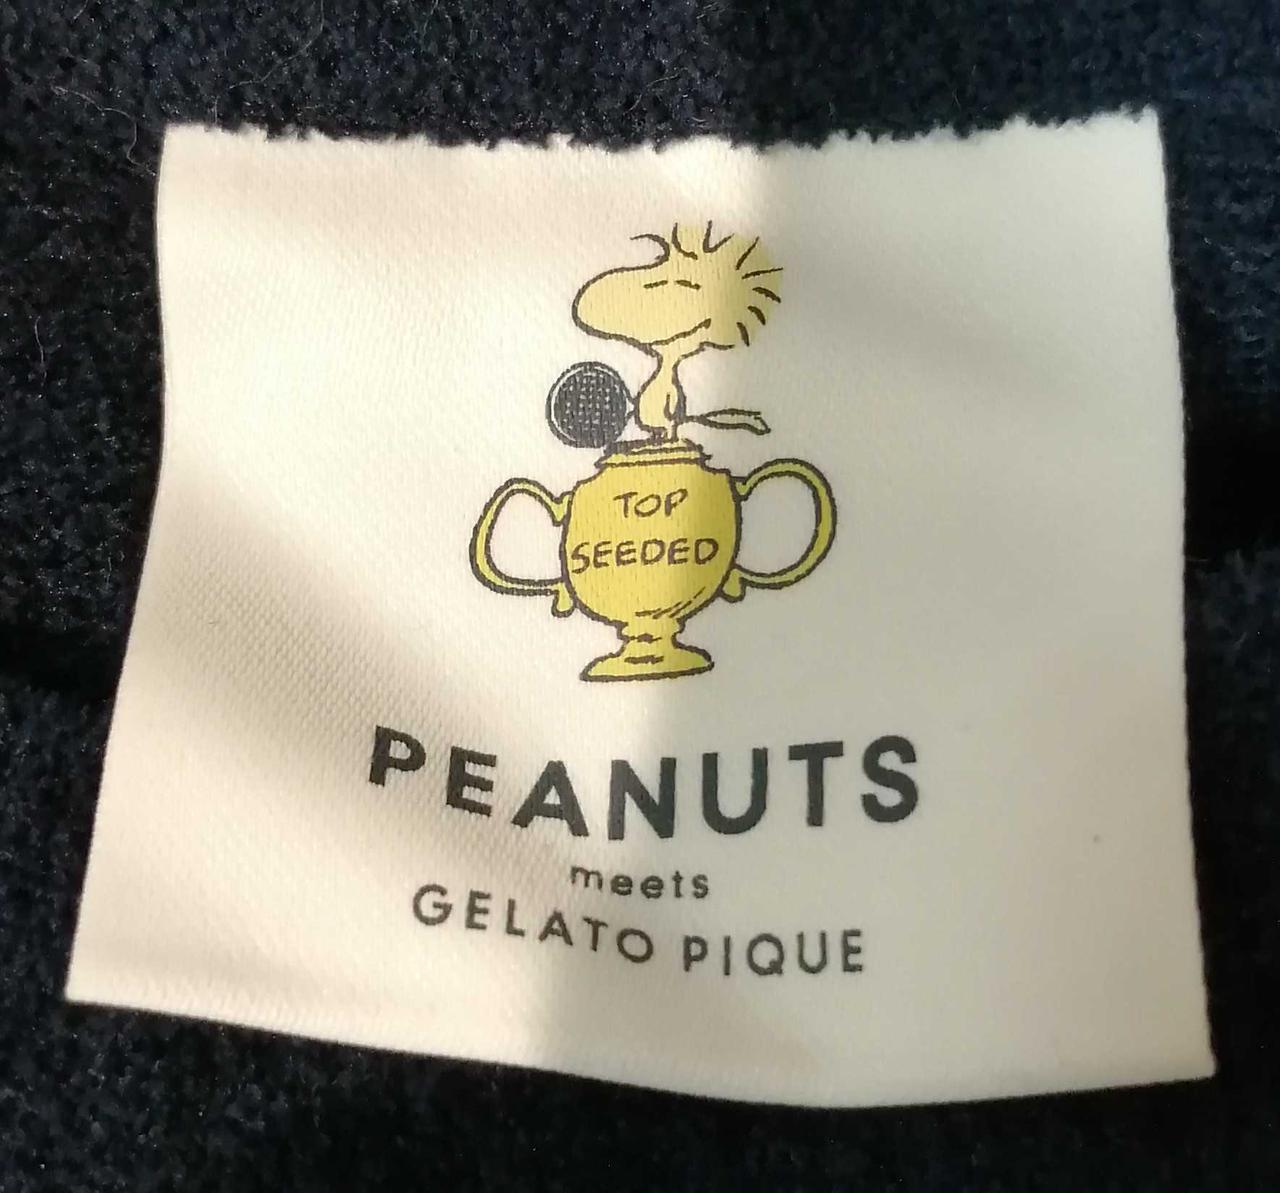 TOP
SEEDED
PEANUTS
meets
GELATO PIQUE